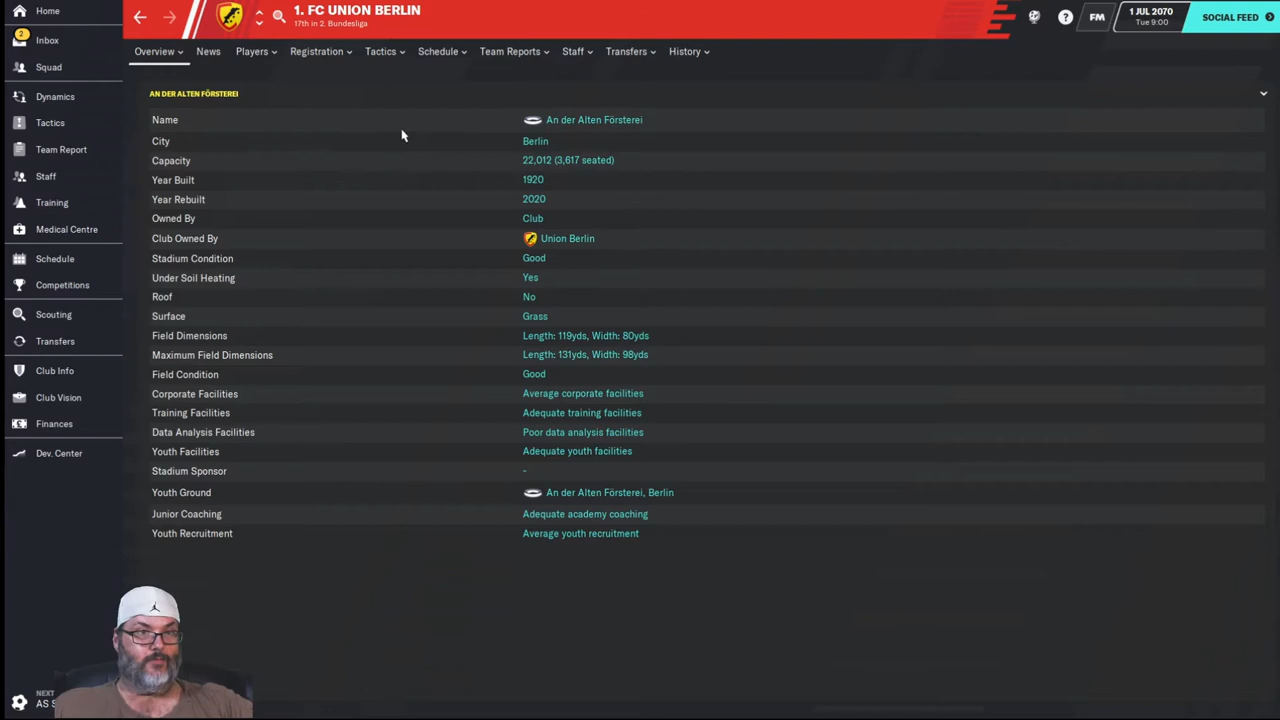 Home
2
Inbox
Squad
Dynamics
Tactics
Team Report
Staff
Training
Medical Centre
Schedule
Competitions
Scouting
Transfers
Club Info
Club Vision
Finances
Dev. Center
NEXT
AS S
1. FC UNION BERLIN
17th in 2. Bundesliga
? FM 1 JUL 2070
Tue 9:00
SOCIAL FEED
Overview News Players Registration Tactics Schedule Team Reports Staff Transfers History
AN DER ALTEN FÖRSTEREI
Name An der Alten Försterei
City Berlin
Capacity 22,012 (3,617 seated)
Year Built 1920
Year Rebuilt 2020
Owned By Club
Club Owned By Union Berlin
Stadium Condition Good
Under Soil Heating Yes
Roof No
Surface Grass
Field Dimensions Length: 119yds, Width: 80yds
Maximum Field Dimensions Length: 131yds, Width: 98yds
Field Condition Good
Corporate Facilities Average corporate facilities
Training Facilities Adequate training facilities
Data Analysis Facilities Poor data analysis facilities
Youth Facilities Adequate youth facilities
Stadium Sponsor -
Youth Ground An der Alten Försterei, Berlin
Junior Coaching Adequate academy coaching
Youth Recruitment Average youth recruitment